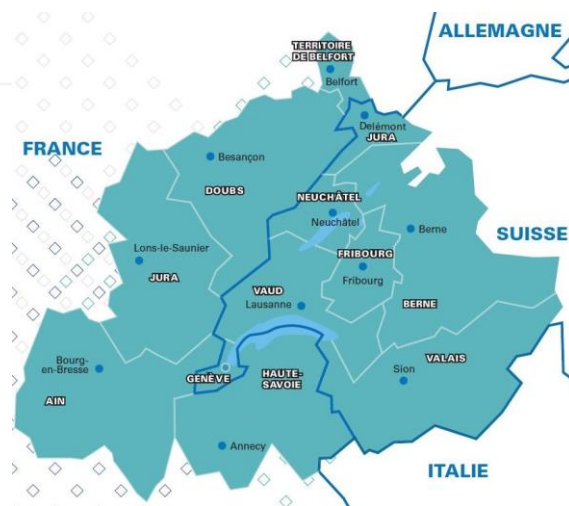 ALLEMAGNE
TERRITOIRE
DE BELFORT
Belfort
Delémont
JURA
FRANCE
Besançon
DOUBS
NEUCHÂTEL
Neuchâtel
Berne
SUISSE
Lons-le-Saunier
JURA
FRIBOURG
Fribourg
VAUD
Lausanne
BERNE
Bourg-
en-Bresse
AIN
GENÈVE
HAUTE-
SAVOIE
VALAIS
Sion
Annecy
ITALIE